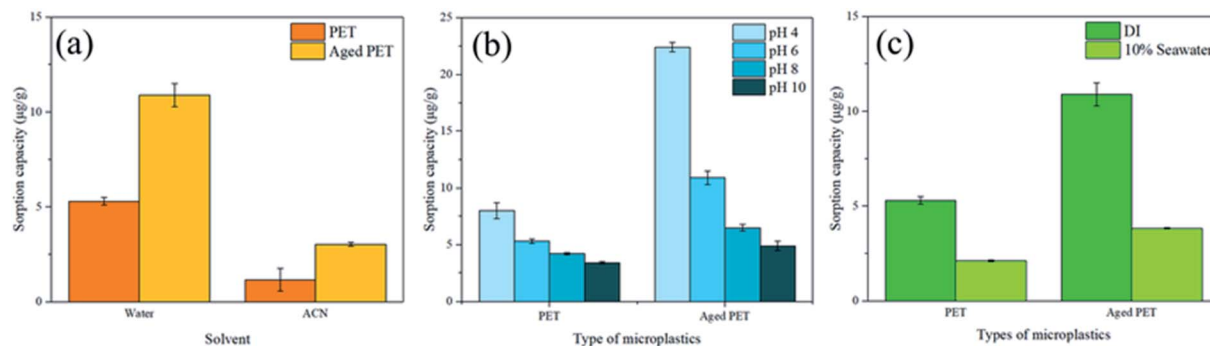 (a)
PET
Aged PET
15
10
5
0
Sorption capacity (µg/g)
Water
ACN
Solvent
(b)
pH 4
pH 6
pH 8
pH 10
25
20
15
10
5
0
Sorption capacity (µg/g)
PET
Aged PET
Type of microplastics
(c)
DI
10% Seawater
15
10
5
0
Sorption capacity (µg/g)
PET
Aged PET
Types of microplastics